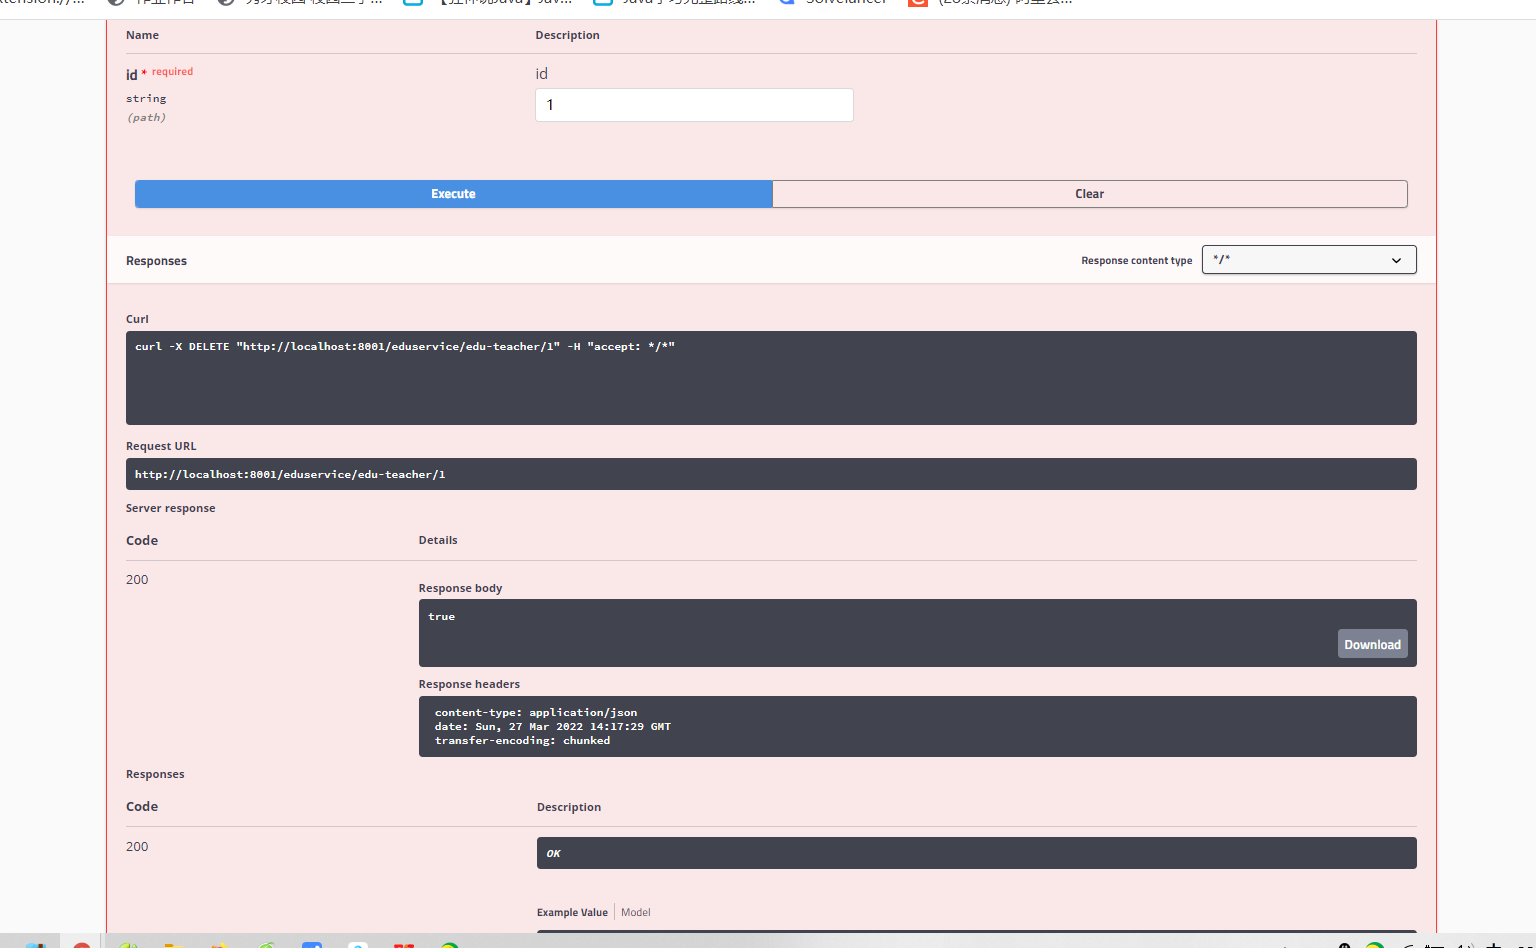 Name Description
id * required id
string 1
(path)
Execute Clear
Responses Response content type */*
Curl
curl -X DELETE "http://localhost:8001/eduservice/edu-teacher/1" -H "accept: */*"
Request URL
http://localhost:8001/eduservice/edu-teacher/1
Server response
Code Details
200
Response body
true
Download
Response headers
content-type: application/json
date: Sun, 27 Mar 2022 14:17:29 GMT
transfer-encoding: chunked
Responses
Code Description
200 OK
Example Value Model